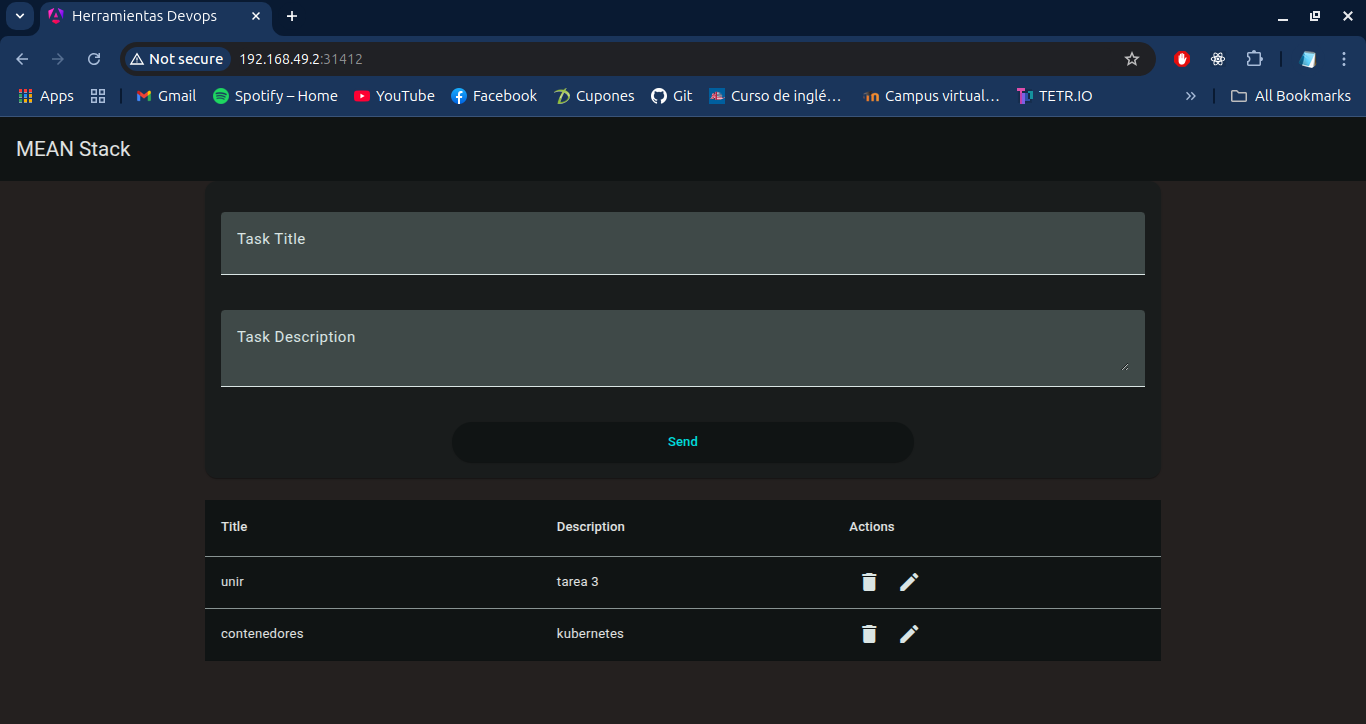 Herramientas Devops
Not secure 192.168.49.2:31412
Apps Gmail Spotify – Home YouTube Facebook Cupones Git Curso de inglé... Campus virtual... TETR.IO » All Bookmarks
MEAN Stack
Task Title
Task Description
Send
Title Description Actions
unir tarea 3
contenedores kubernetes